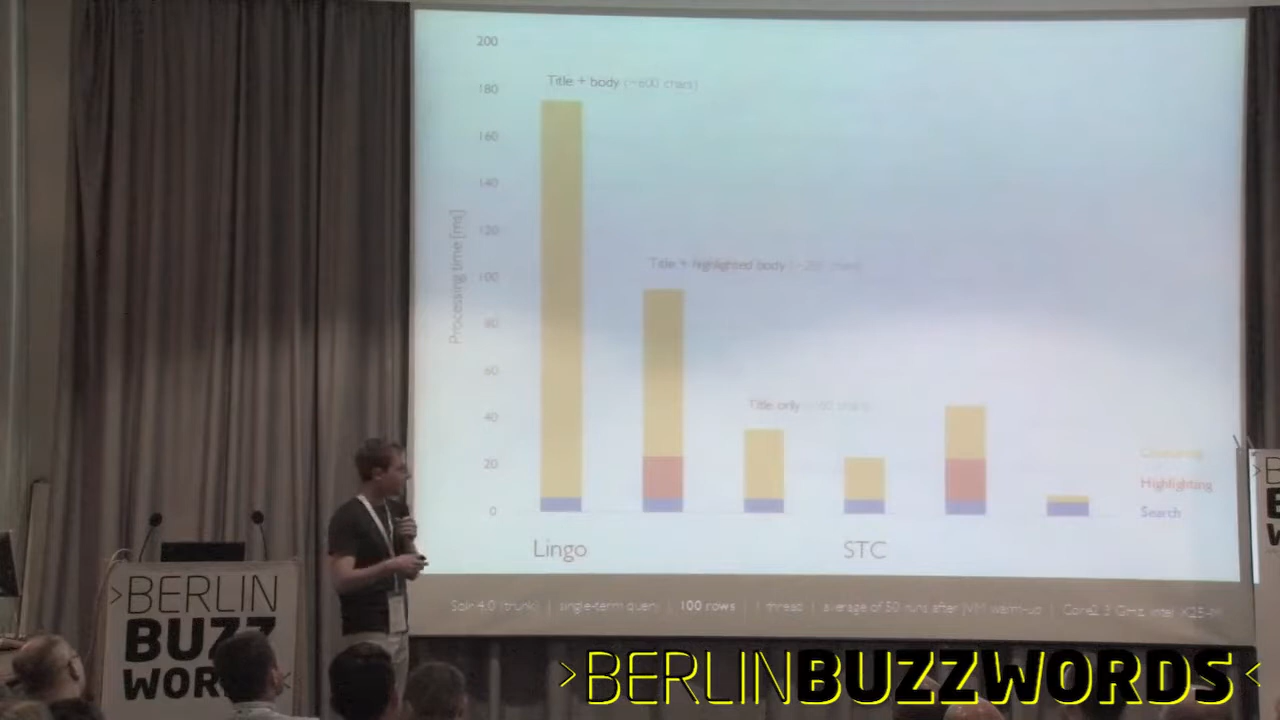 200
180
160
140
120
100
80
60
40
20
0
Processing time [ms]
Title + body (~600 chars)
Title + highlighted body
Title only
Clustering
Highlighting
Search
Lingo
STC
Solr 4.0 (trunk) | single-term query | 100 rows | 1 thread | average of 50 runs after JVM warm-up | Core2 3 GHz, Intel X25-M
>BERLIN
BUZZ
WOR
>BERLINBUZZWORDS<